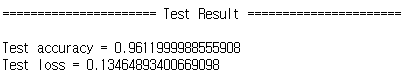 ===================== Test Result =====================
Test accuracy = 0.9611999988555908
Test loss = 0.13464893400669098